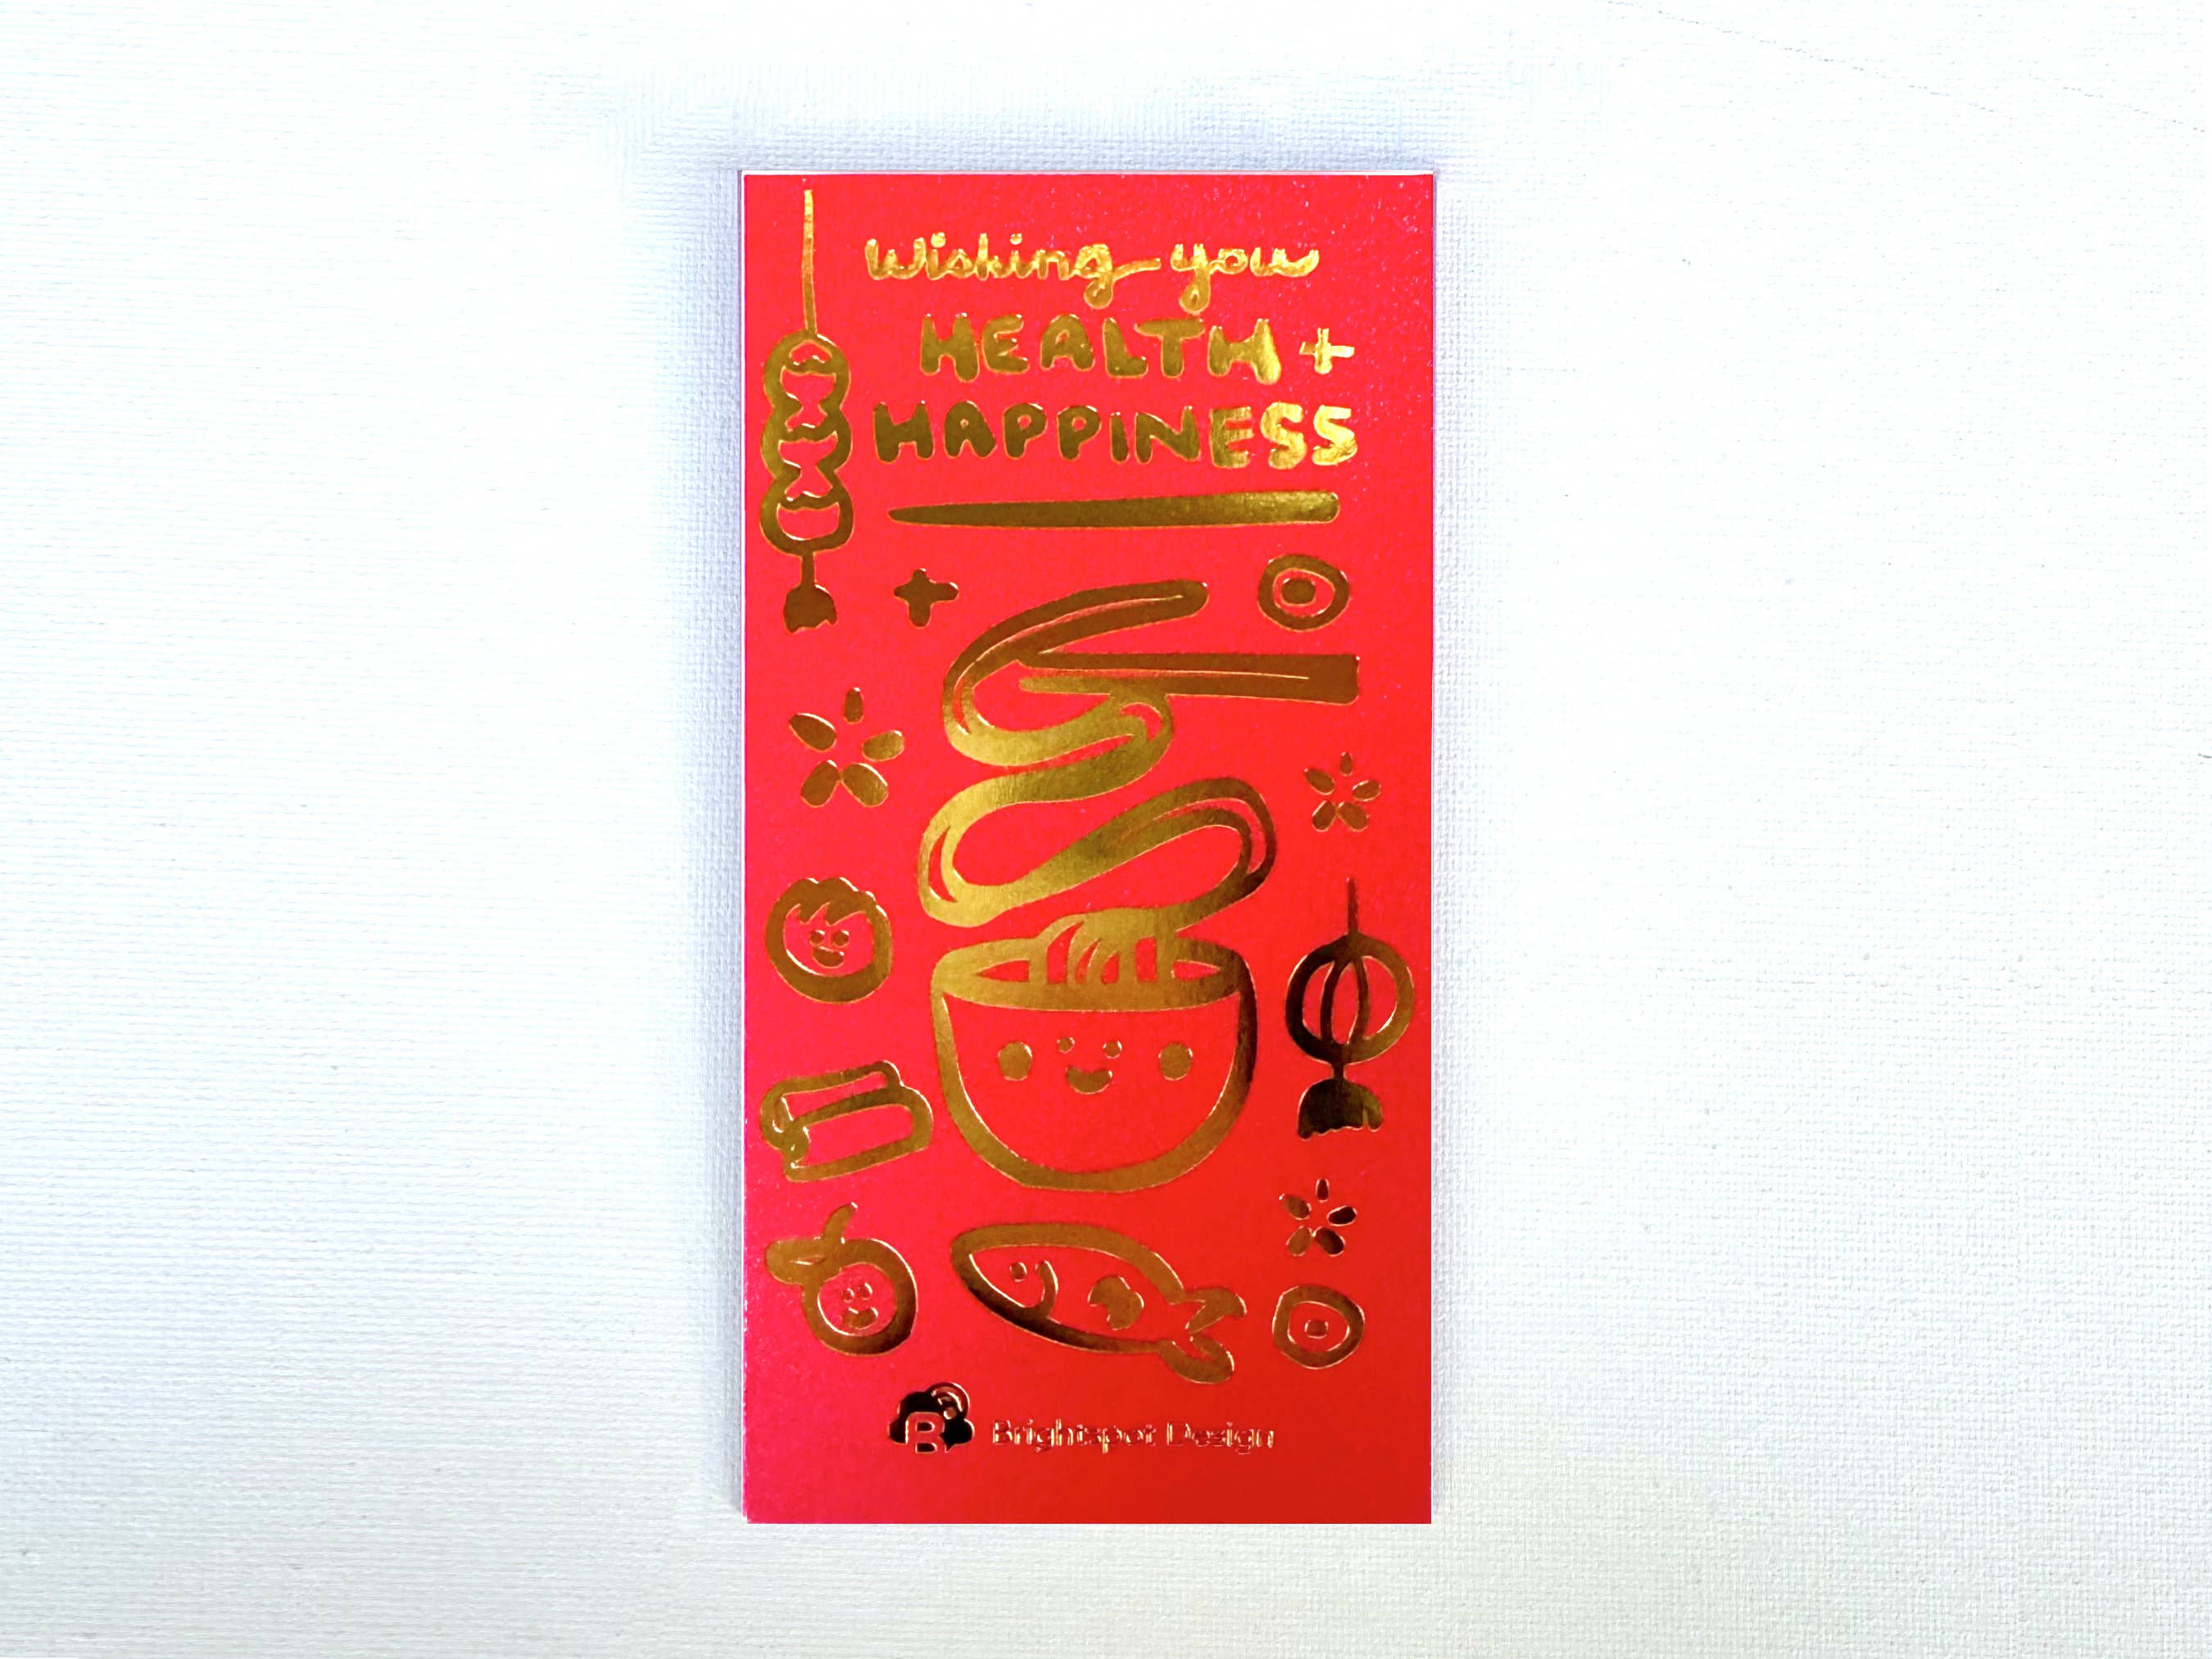 Wishing you
HEALTH +
HAPPINESS
B Brightspot Design